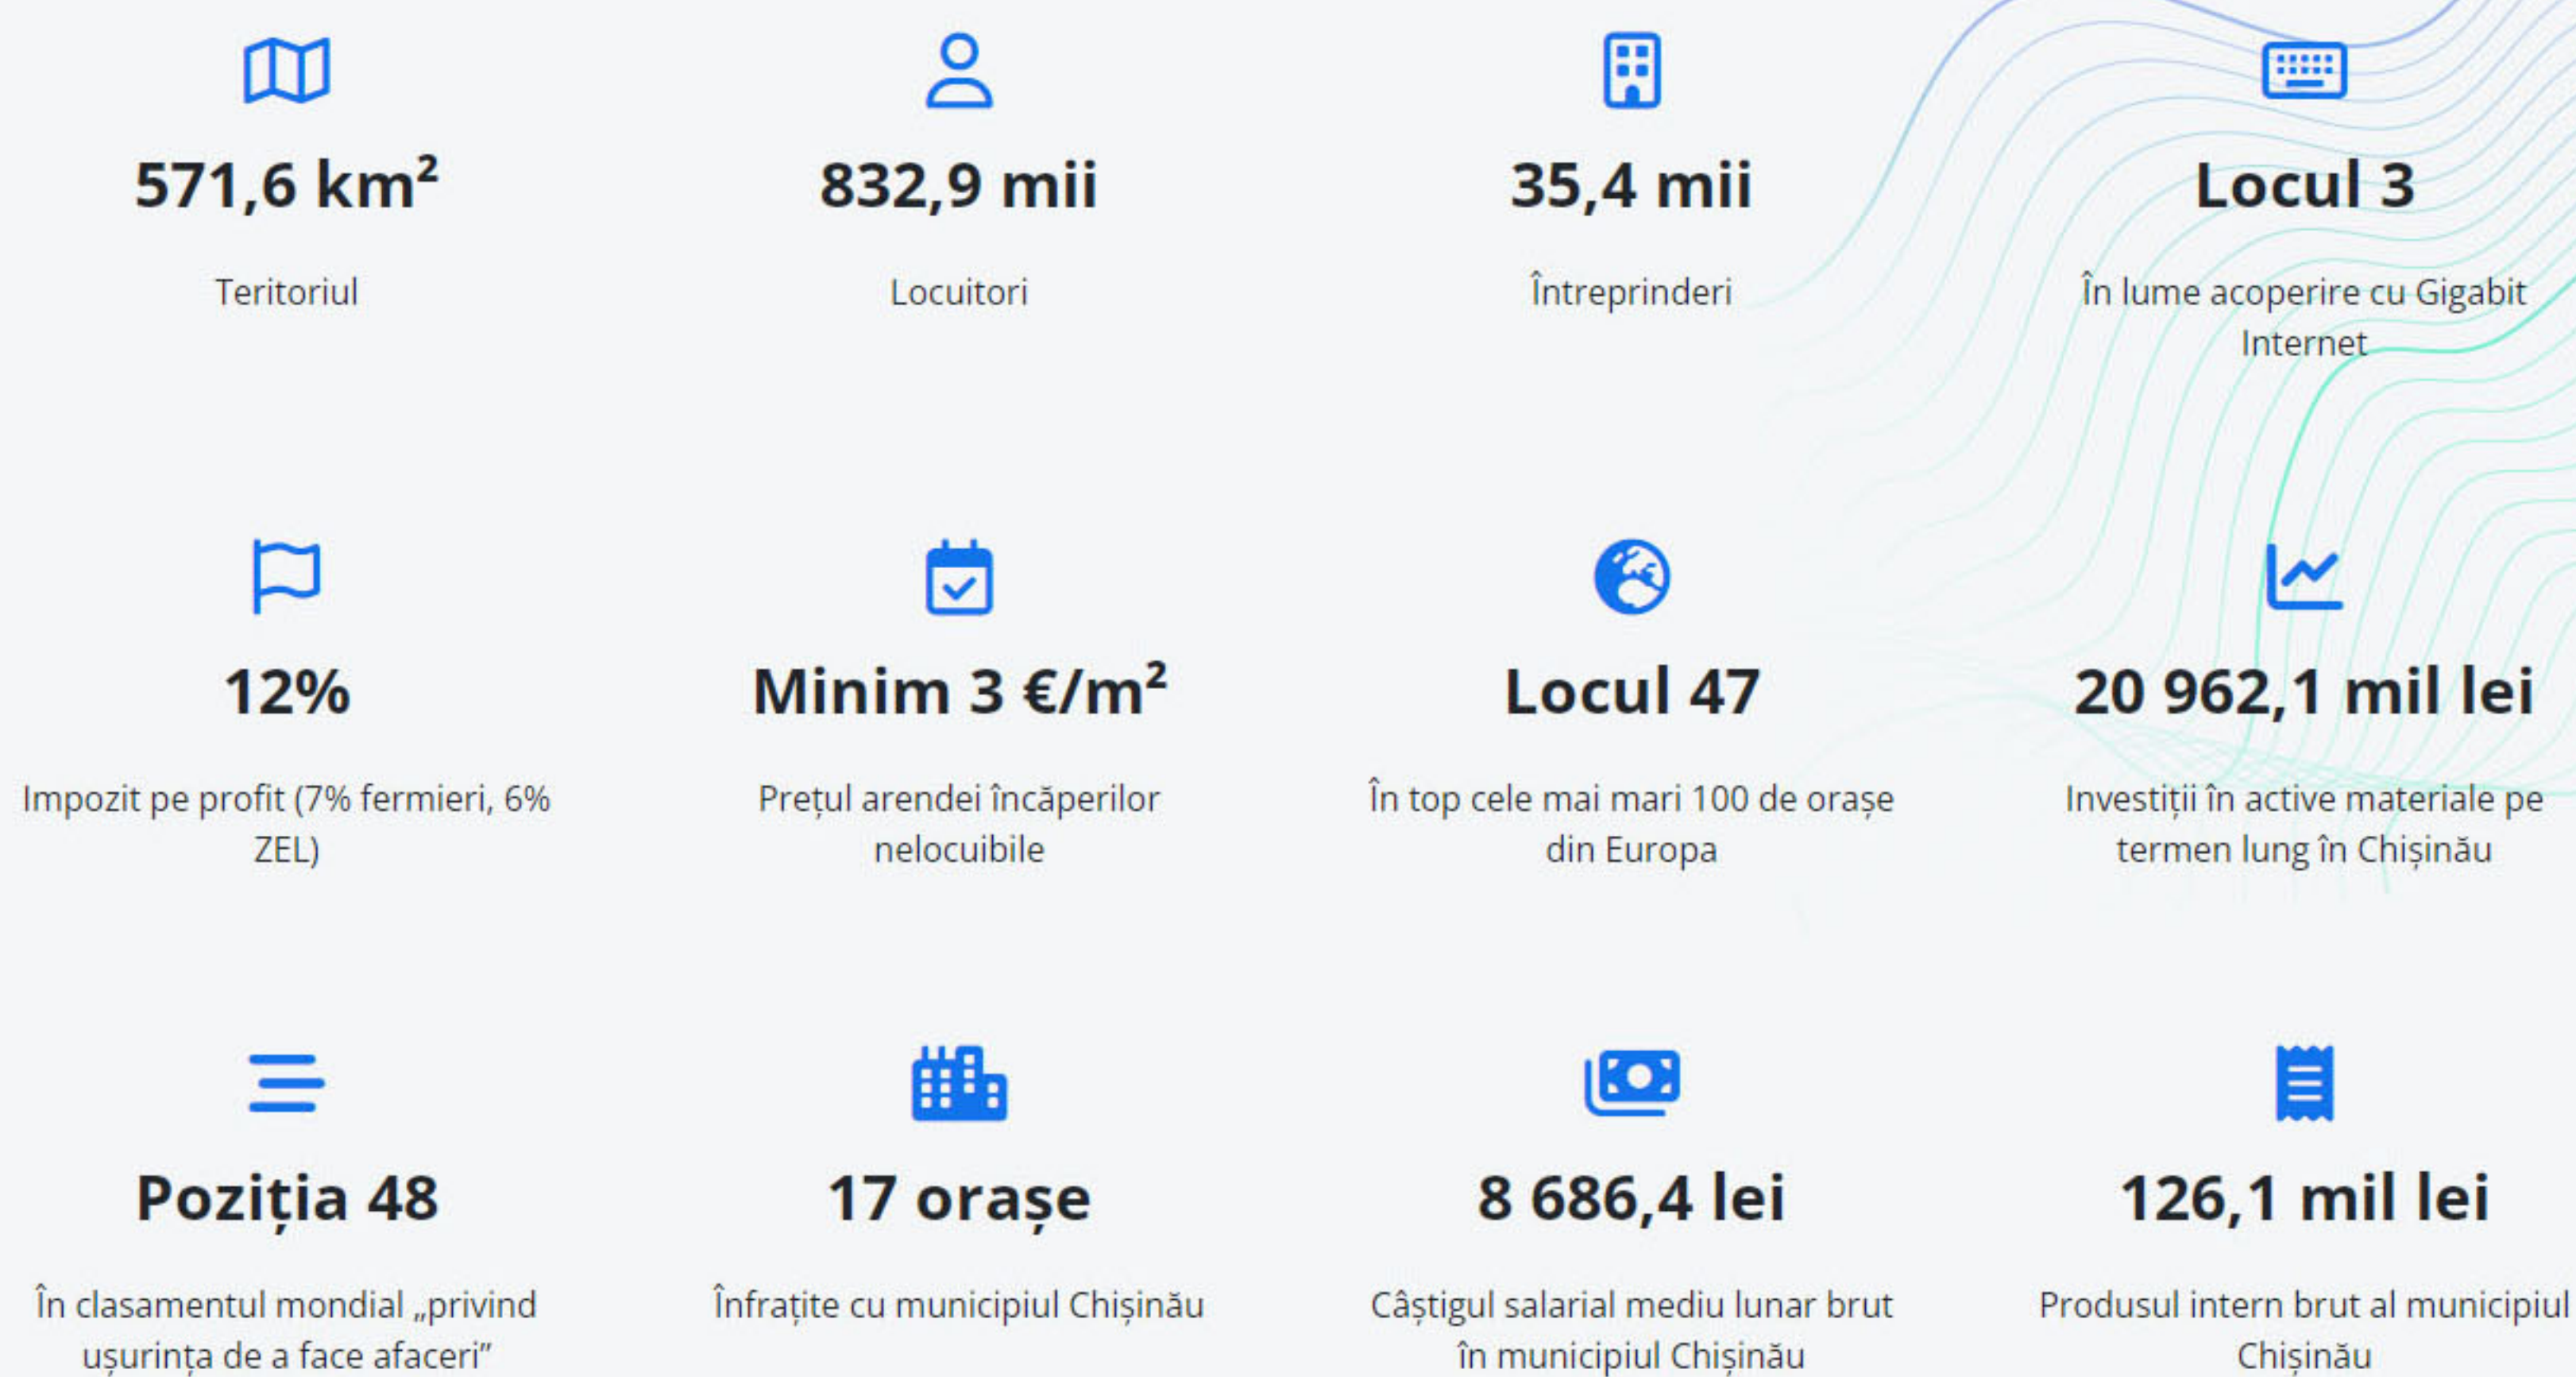 571,6 km²
Teritoriul
832,9 mii
Locuitori
35,4 mii
Întreprinderi
Locul 3
În lume acoperire cu Gigabit
Internet
12%
Impozit pe profit (7% fermieri, 6%
ZEL)
Minim 3 €/m²
Prețul arendei încăperilor
nelocuibile
Locul 47
În top cele mai mari 100 de orașe
din Europa
20 962,1 mil lei
Investiții în active materiale pe
termen lung în Chișinău
Poziția 48
În clasamentul mondial „privind
ușurința de a face afaceri”
17 orașe
Înfrațite cu municipiul Chișinău
8 686,4 lei
Câștigul salarial mediu lunar brut
în municipiul Chișinău
126,1 mil lei
Produsul intern brut al municipiul
Chișinău